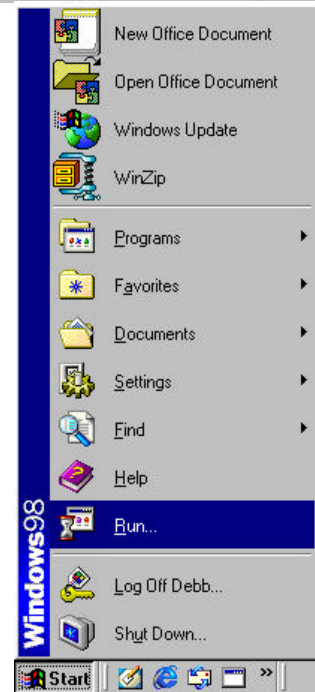 New Office Document
Open Office Document
Windows Update
WinZip
Programs
Favorites
Documents
Settings
Find
Help
Run...
Log Off Debb...
Shut Down...
Windows98
Start
»